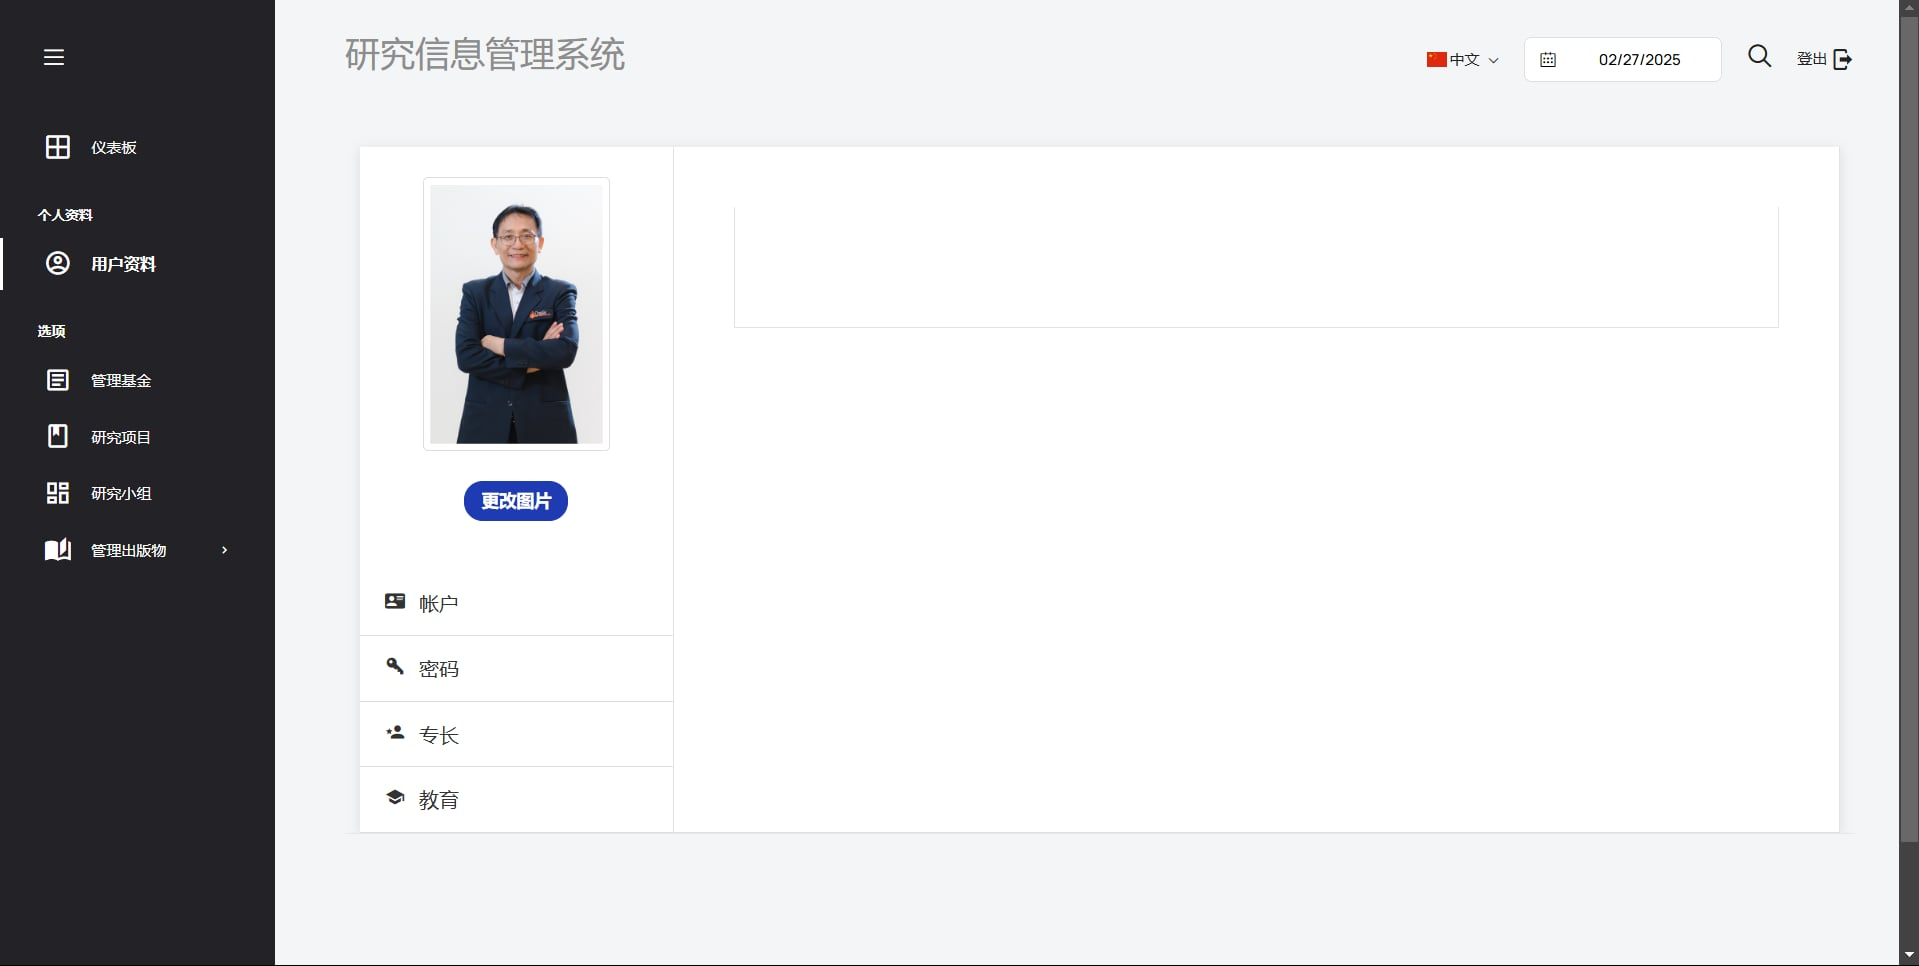 研究信息管理系统
中文
02/27/2025
登出
仪表板
个人资料
用户资料
选项
管理基金
研究项目
研究小组
管理出版物
更改图片
帐户
密码
专长
教育